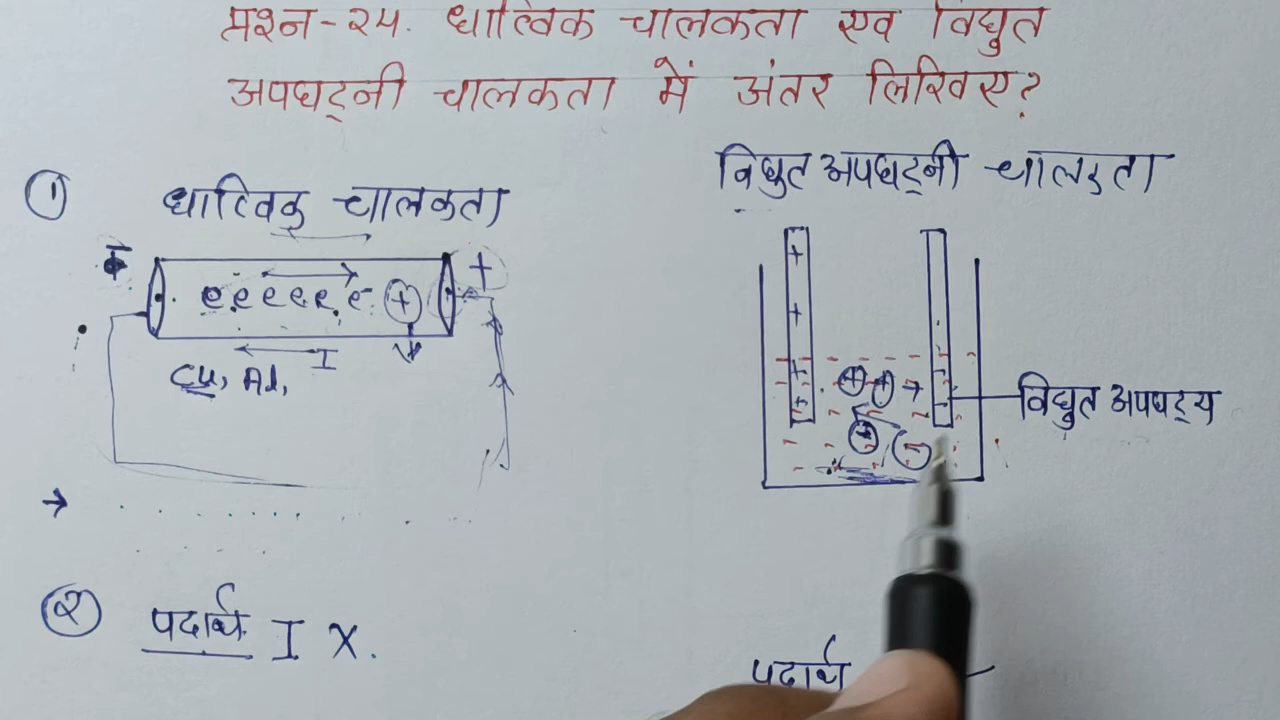 प्रश्न-२५. धात्विक चालकता एव विद्युत
अपघट्नी चालकता में अंतर लिखिए?
① धात्विक चालकता
विद्युत अपघट्नी चालकता
+
e e e e e e⁻ +
I
Cu, Al,
विद्युत अपघट्य
② पदार्थ I X.
पदार्थ